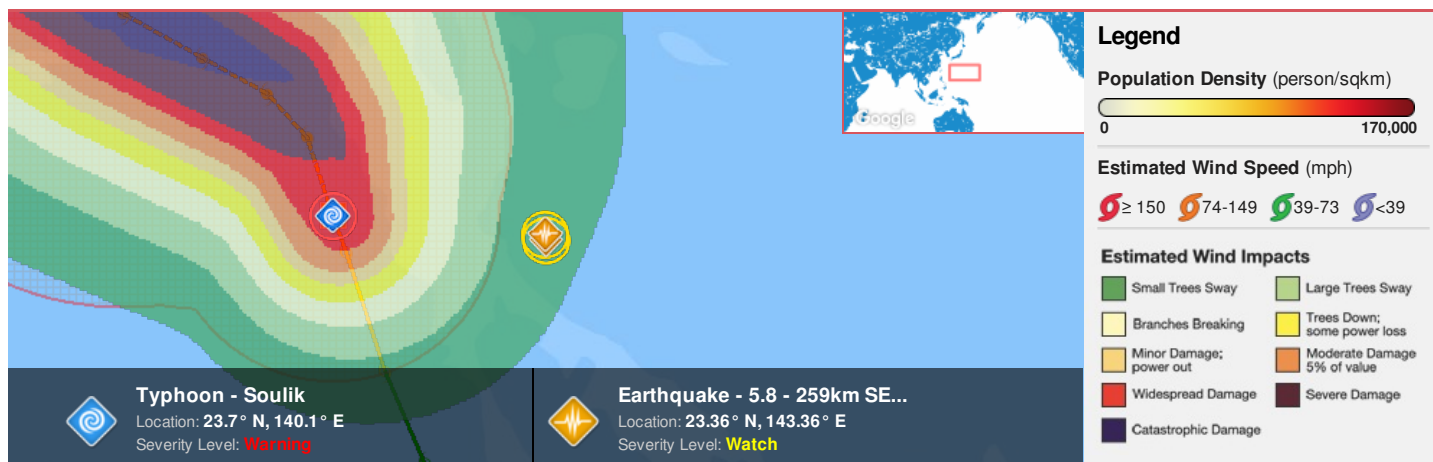 Google
Typhoon - Soulik
Location: 23.7° N, 140.1° E
Severity Level: Warning
Earthquake - 5.8 - 259km SE...
Location: 23.36° N, 143.36° E
Severity Level: Watch
Legend
Population Density (person/sqkm)
0 170,000
Estimated Wind Speed (mph)
≥ 150 74-149 39-73 <39
Estimated Wind Impacts
Small Trees Sway
Large Trees Sway
Branches Breaking
Trees Down;
some power loss
Minor Damage;
power out
Moderate Damage
5% of value
Widespread Damage
Severe Damage
Catastrophic Damage